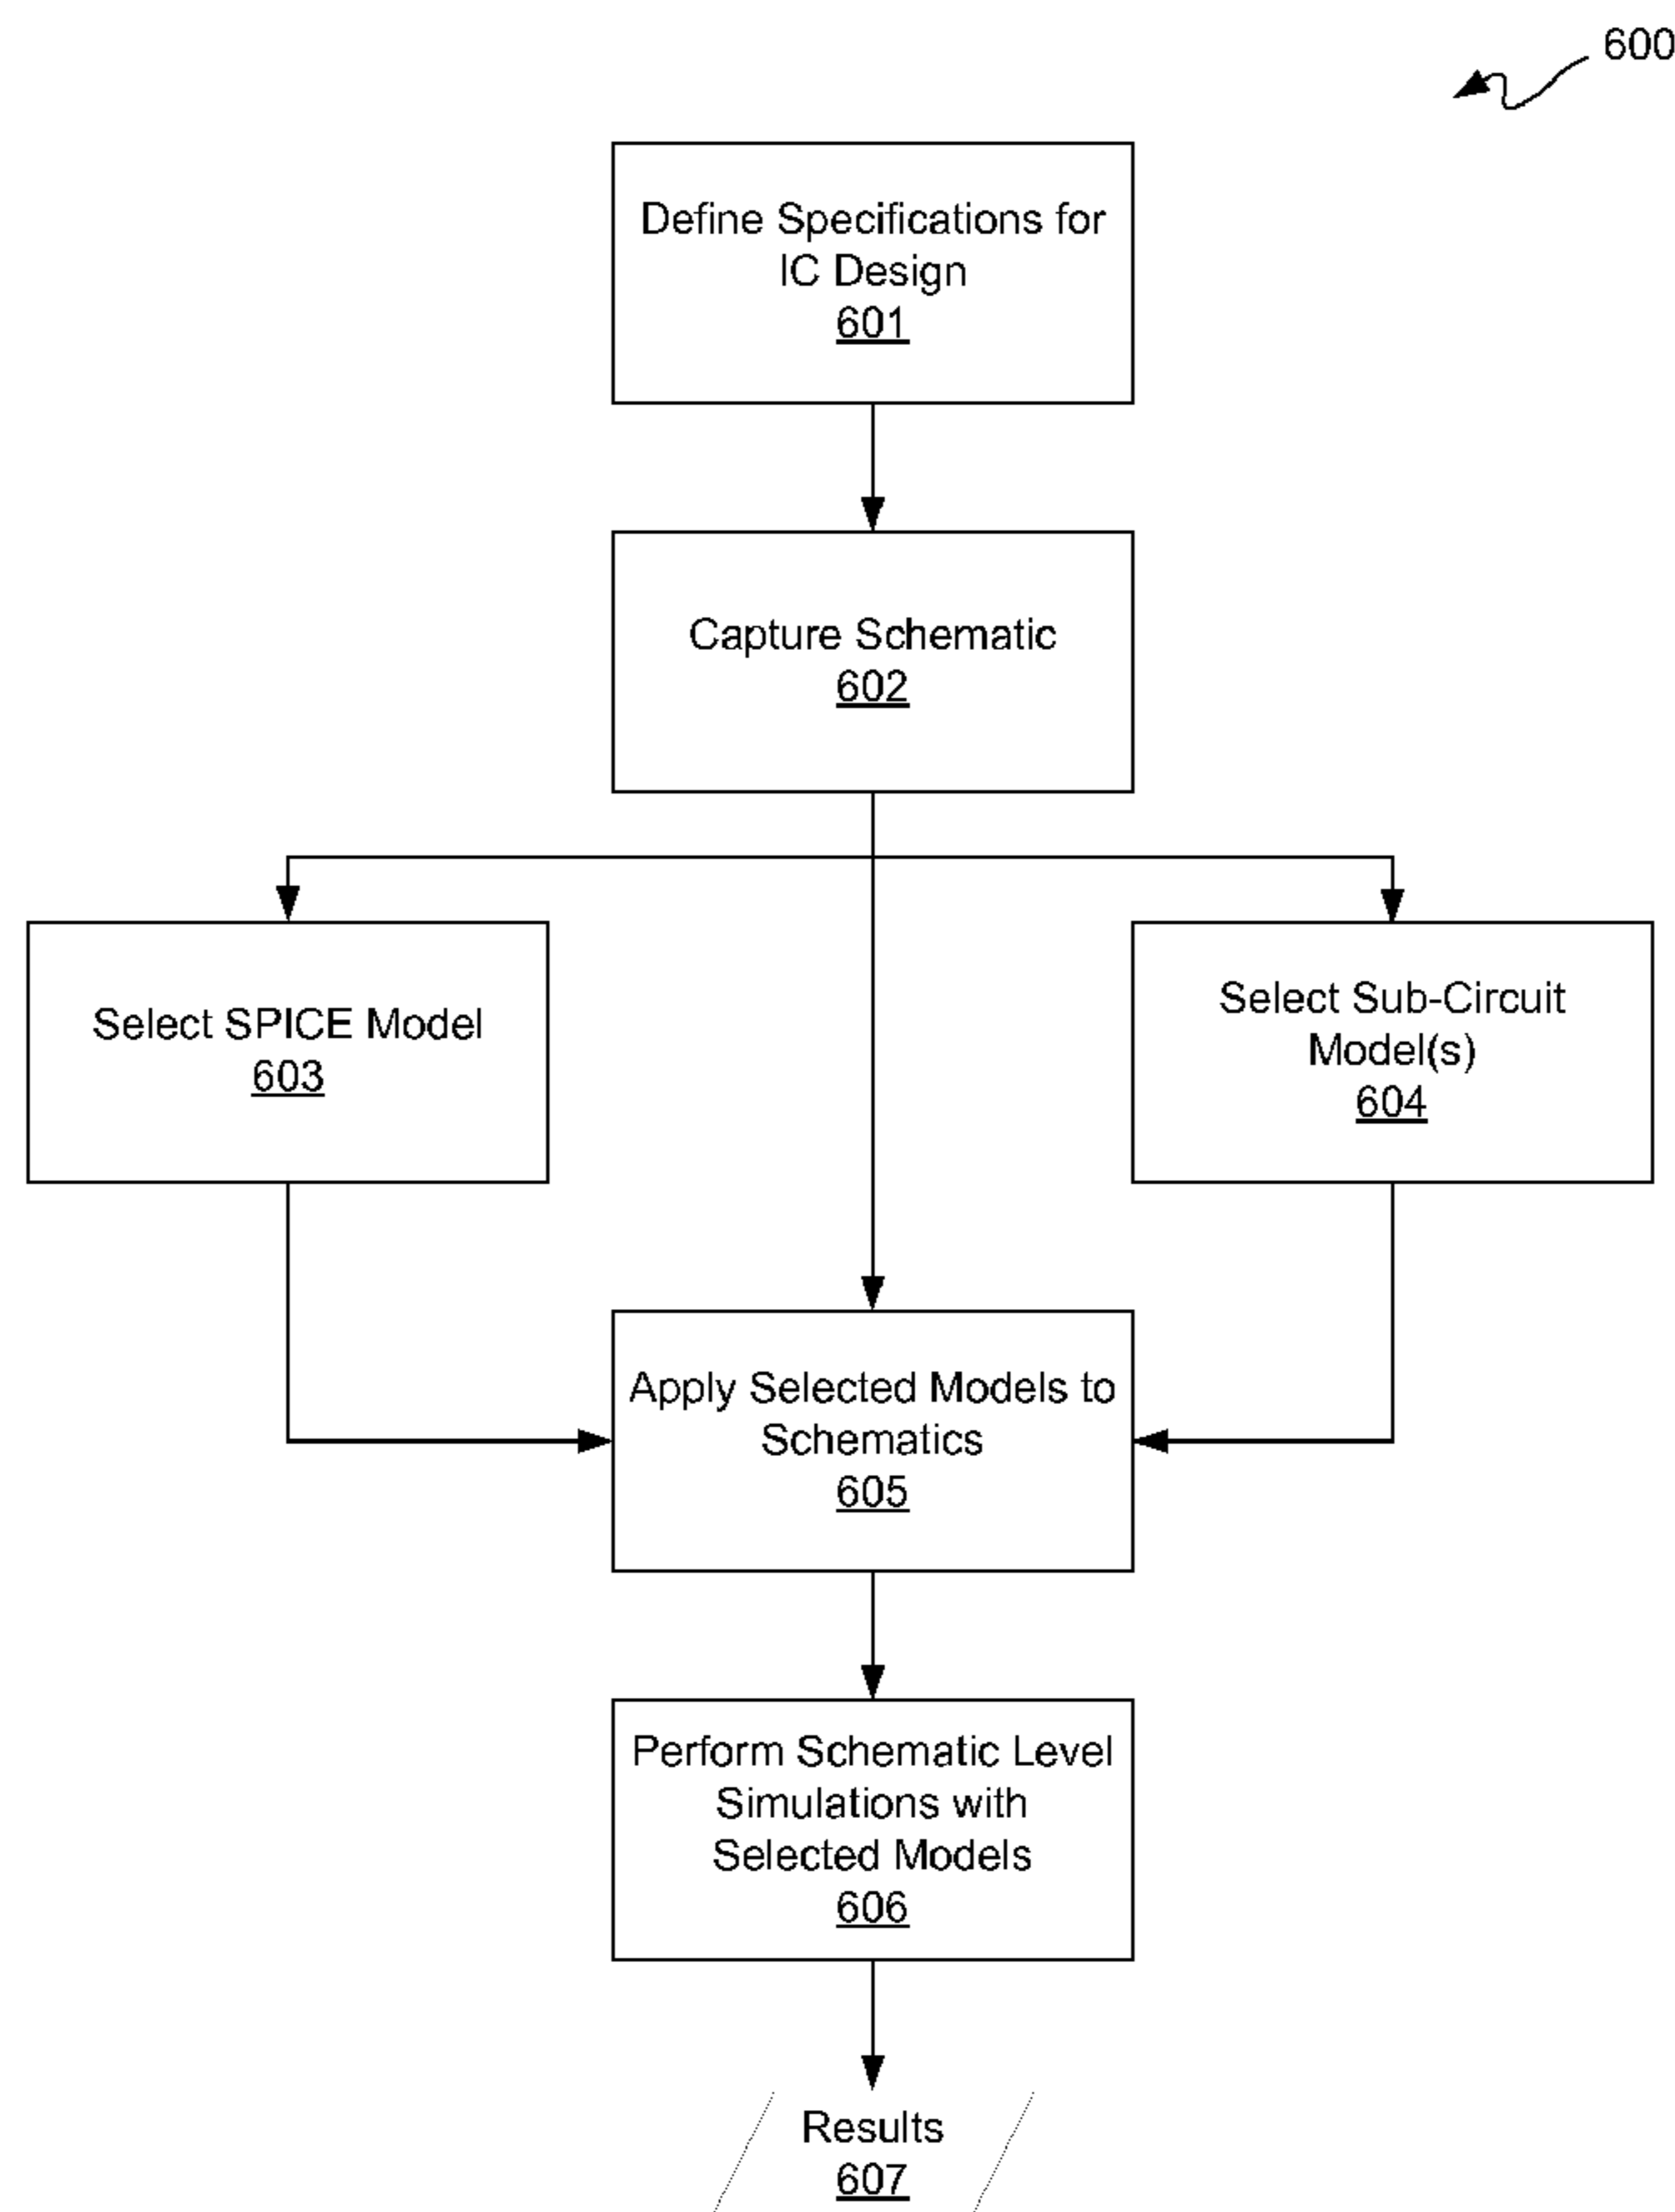 600
Define Specifications for
IC Design
601
Capture Schematic
602
Select SPICE Model
603
Select Sub-Circuit
Model(s)
604
Apply Selected Models to
Schematics
605
Perform Schematic Level
Simulations with
Selected Models
606
Results
607